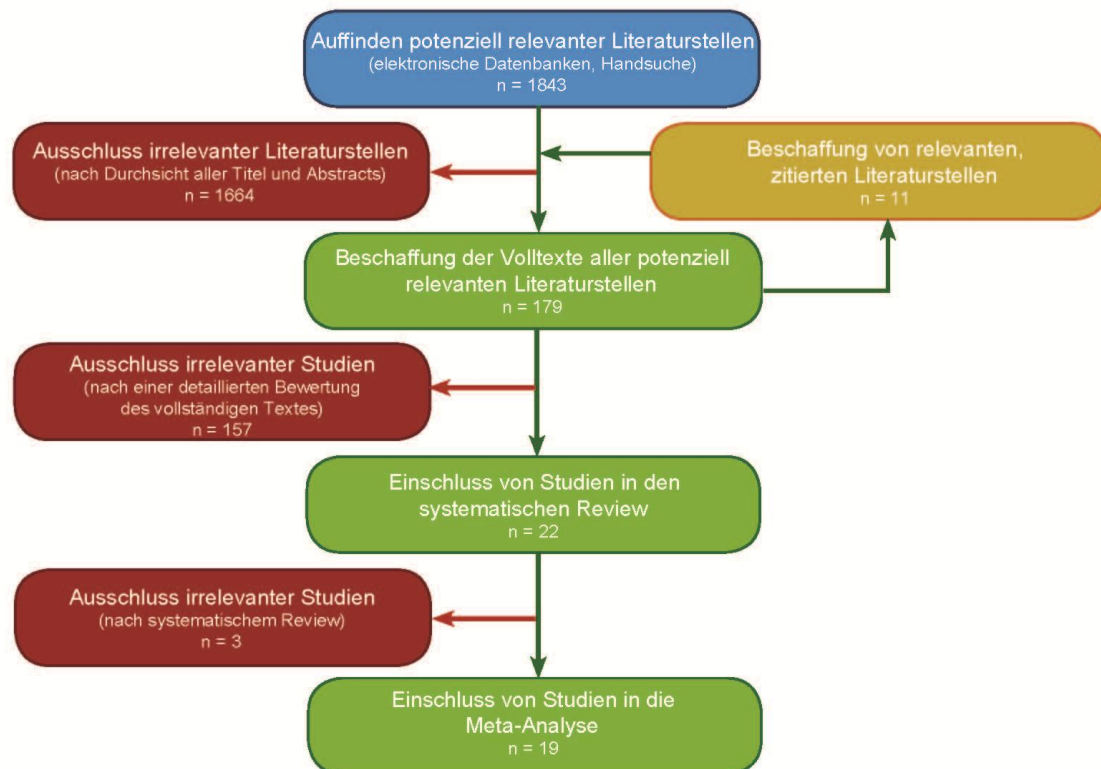 Auffinden potenziell relevanter Literaturstellen
(elektronische Datenbanken, Handsuche)
n = 1843
Ausschluss irrelevanter Literaturstellen
(nach Durchsicht aller Titel und Abstracts)
n = 1664
Beschaffung von relevanten,
zitierten Literaturstellen
n = 11
Beschaffung der Volltexte aller potenziell
relevanten Literaturstellen
n = 179
Ausschluss irrelevanter Studien
(nach einer detaillierten Bewertung
des vollständigen Textes)
n = 157
Einschluss von Studien in den
systematischen Review
n = 22
Ausschluss irrelevanter Studien
(nach systematischem Review)
n = 3
Einschluss von Studien in die
Meta-Analyse
n = 19